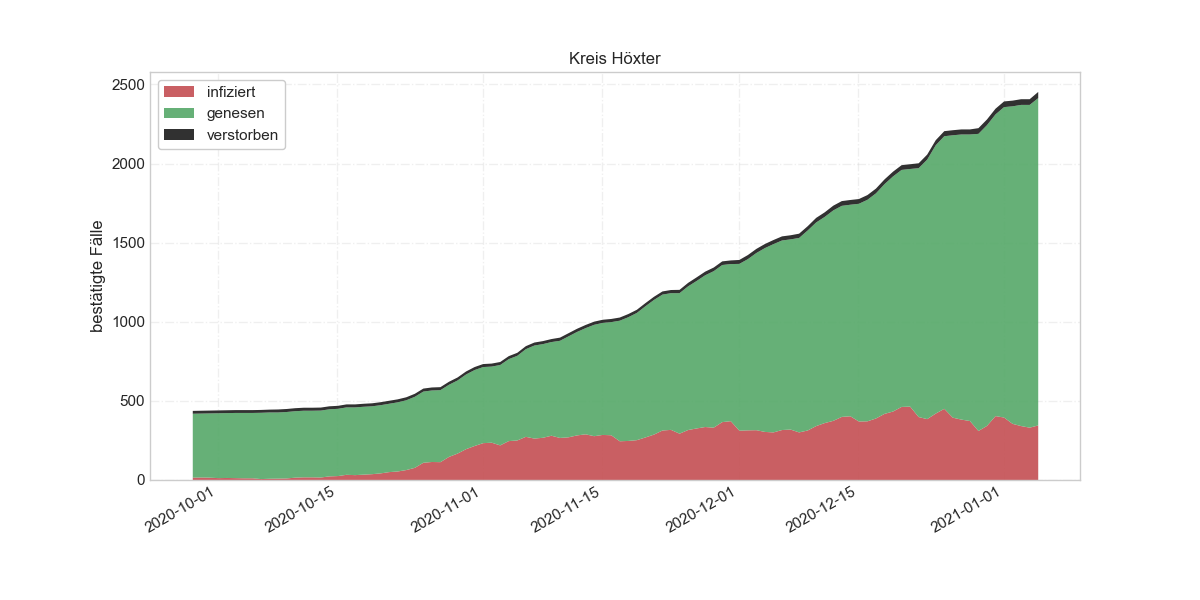 Kreis Höxter
infiziert
genesen
verstorben
bestätigte Fälle
2500
2000
1500
1000
500
0
2020-10-01
2020-10-15
2020-11-01
2020-11-15
2020-12-01
2020-12-15
2021-01-01